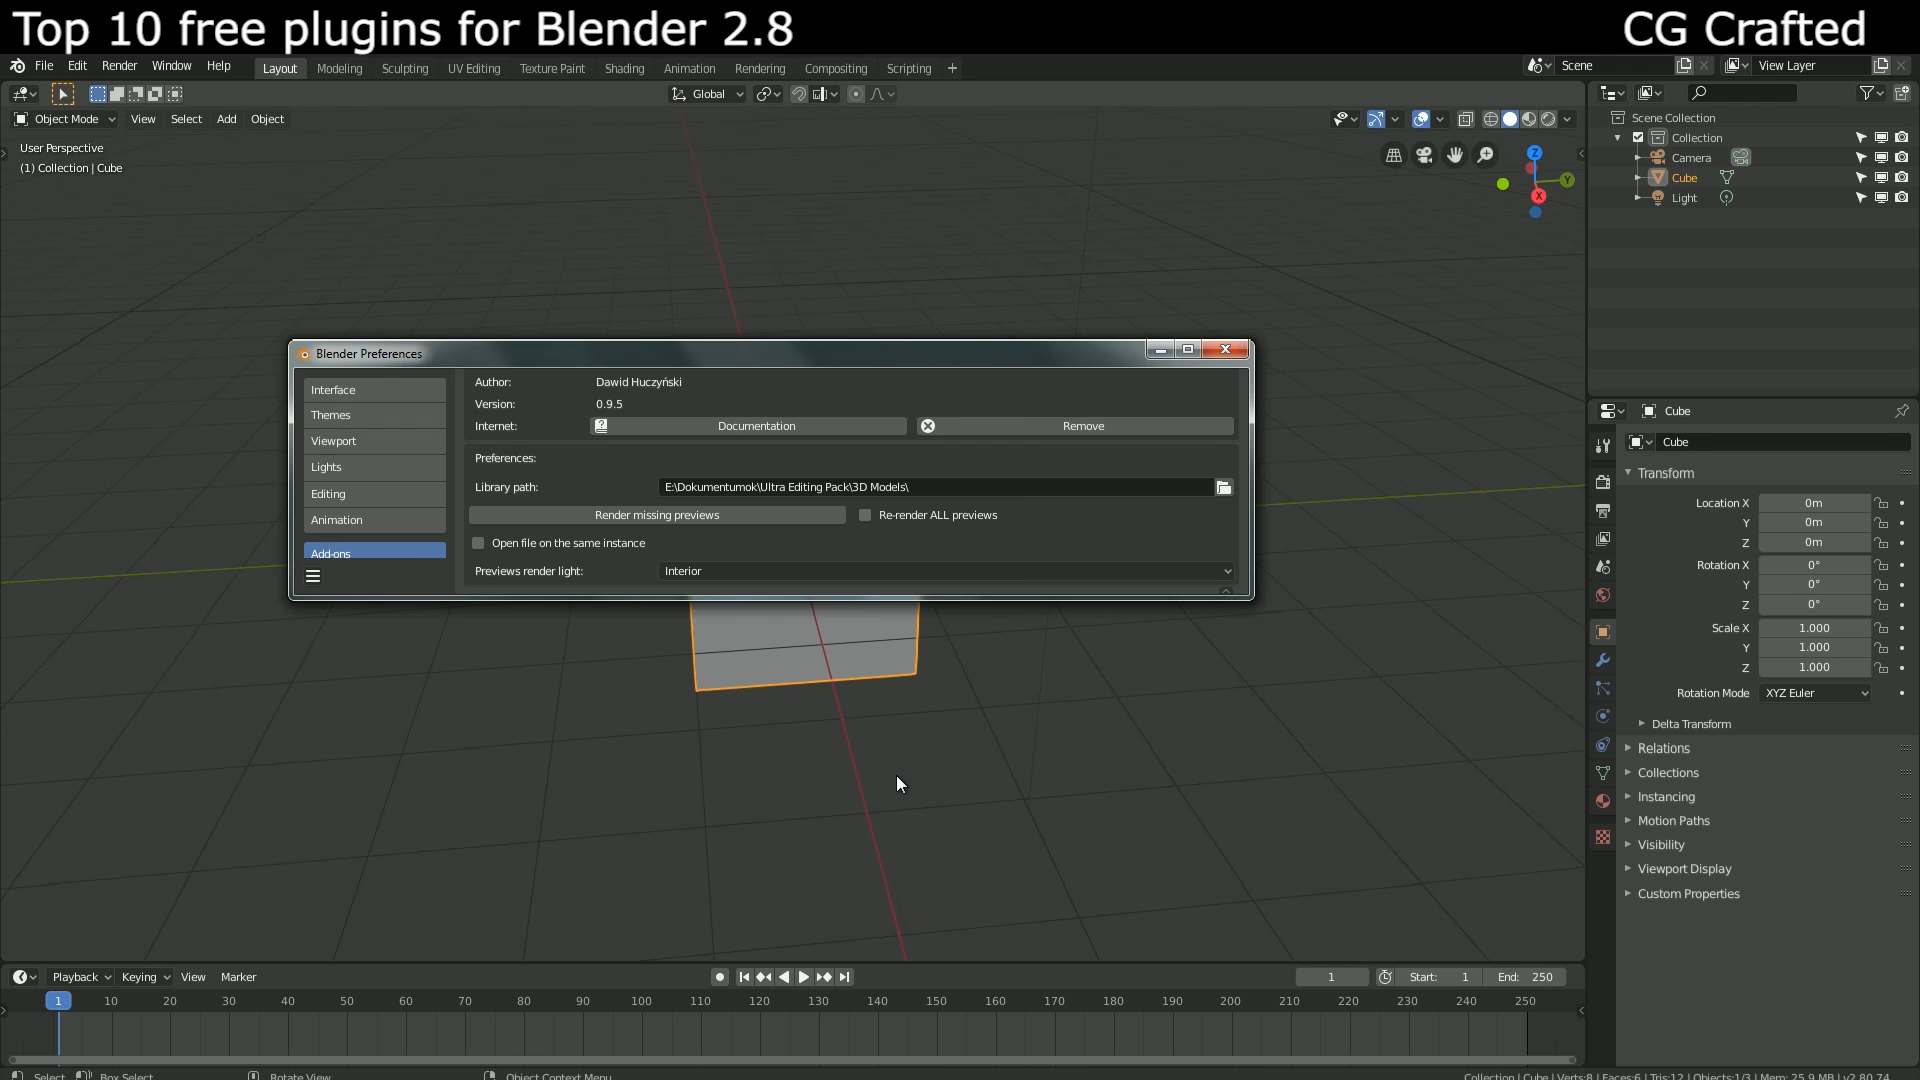 Top 10 free plugins for Blender 2.8
CG Crafted
File Edit Render Window Help Layout Modeling Sculpting UV Editing Texture Paint Shading Animation Rendering Compositing Scripting + Scene View Layer
Global
Object Mode View Select Add Object
User Perspective
(1) Collection | Cube
Z
Y
X
Scene Collection
Collection
Camera
Cube
Light
Blender Preferences
Interface
Themes
Viewport
Lights
Editing
Animation
Add-ons
Author: Dawid Huczyński
Version: 0.9.5
Internet: Documentation Remove
Preferences:
Library path: E:\Dokumentumok\Ultra Editing Pack\3D Models\
Render missing previews Re-render ALL previews
Open file on the same instance
Previews render light: Interior
Cube
Cube
Transform
Location X 0m
Y 0m
Z 0m
Rotation X 0°
Y 0°
Z 0°
Scale X 1.000
Y 1.000
Z 1.000
Rotation Mode XYZ Euler
Delta Transform
Relations
Collections
Instancing
Motion Paths
Visibility
Viewport Display
Custom Properties
Playback Keying View Marker 1 Start: 1 End: 250
1 10 20 30 40 50 60 70 80 90 100 110 120 130 140 150 160 170 180 190 200 210 220 230 240 250
Select Box Select Rotate View Object Context Menu Collection | Cube | Verts:8 | Faces:6 | Tris:12 | Objects:1/3 | Mem: 25.9 MB | v2.80.74